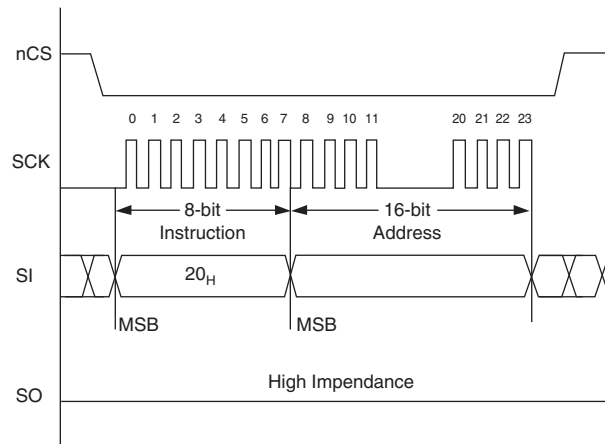 nCS
0 1 2 3 4 5 6 7 8 9 10 11 20 21 22 23
SCK
8-bit 16-bit
Instruction Address
SI 20H
MSB MSB
High Impendance
SO